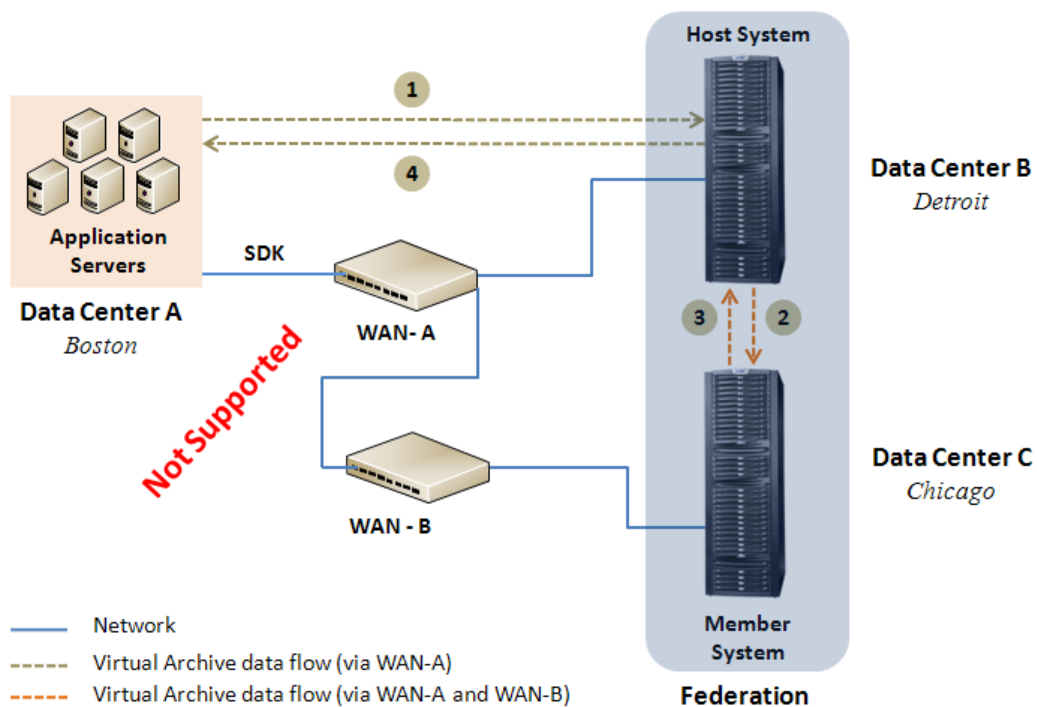 Host System
1
4
Data Center B
Detroit
Application
Servers
SDK
Data Center A
Boston
WAN- A
3
2
Not Supported
Data Center C
Chicago
WAN - B
Member
System
Federation
Network
Virtual Archive data flow (via WAN-A)
Virtual Archive data flow (via WAN-A and WAN-B)